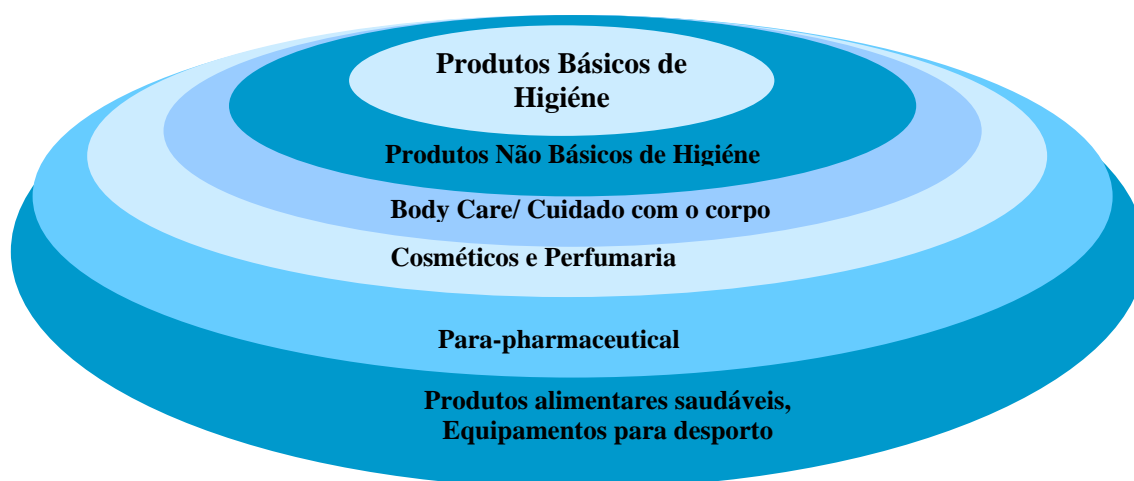 Produtos Básicos de
Higiéne
Produtos Não Básicos de Higiéne
Body Care/ Cuidado com o corpo
Cosméticos e Perfumaria
Para-pharmaceutical
Produtos alimentares saudáveis,
Equipamentos para desporto